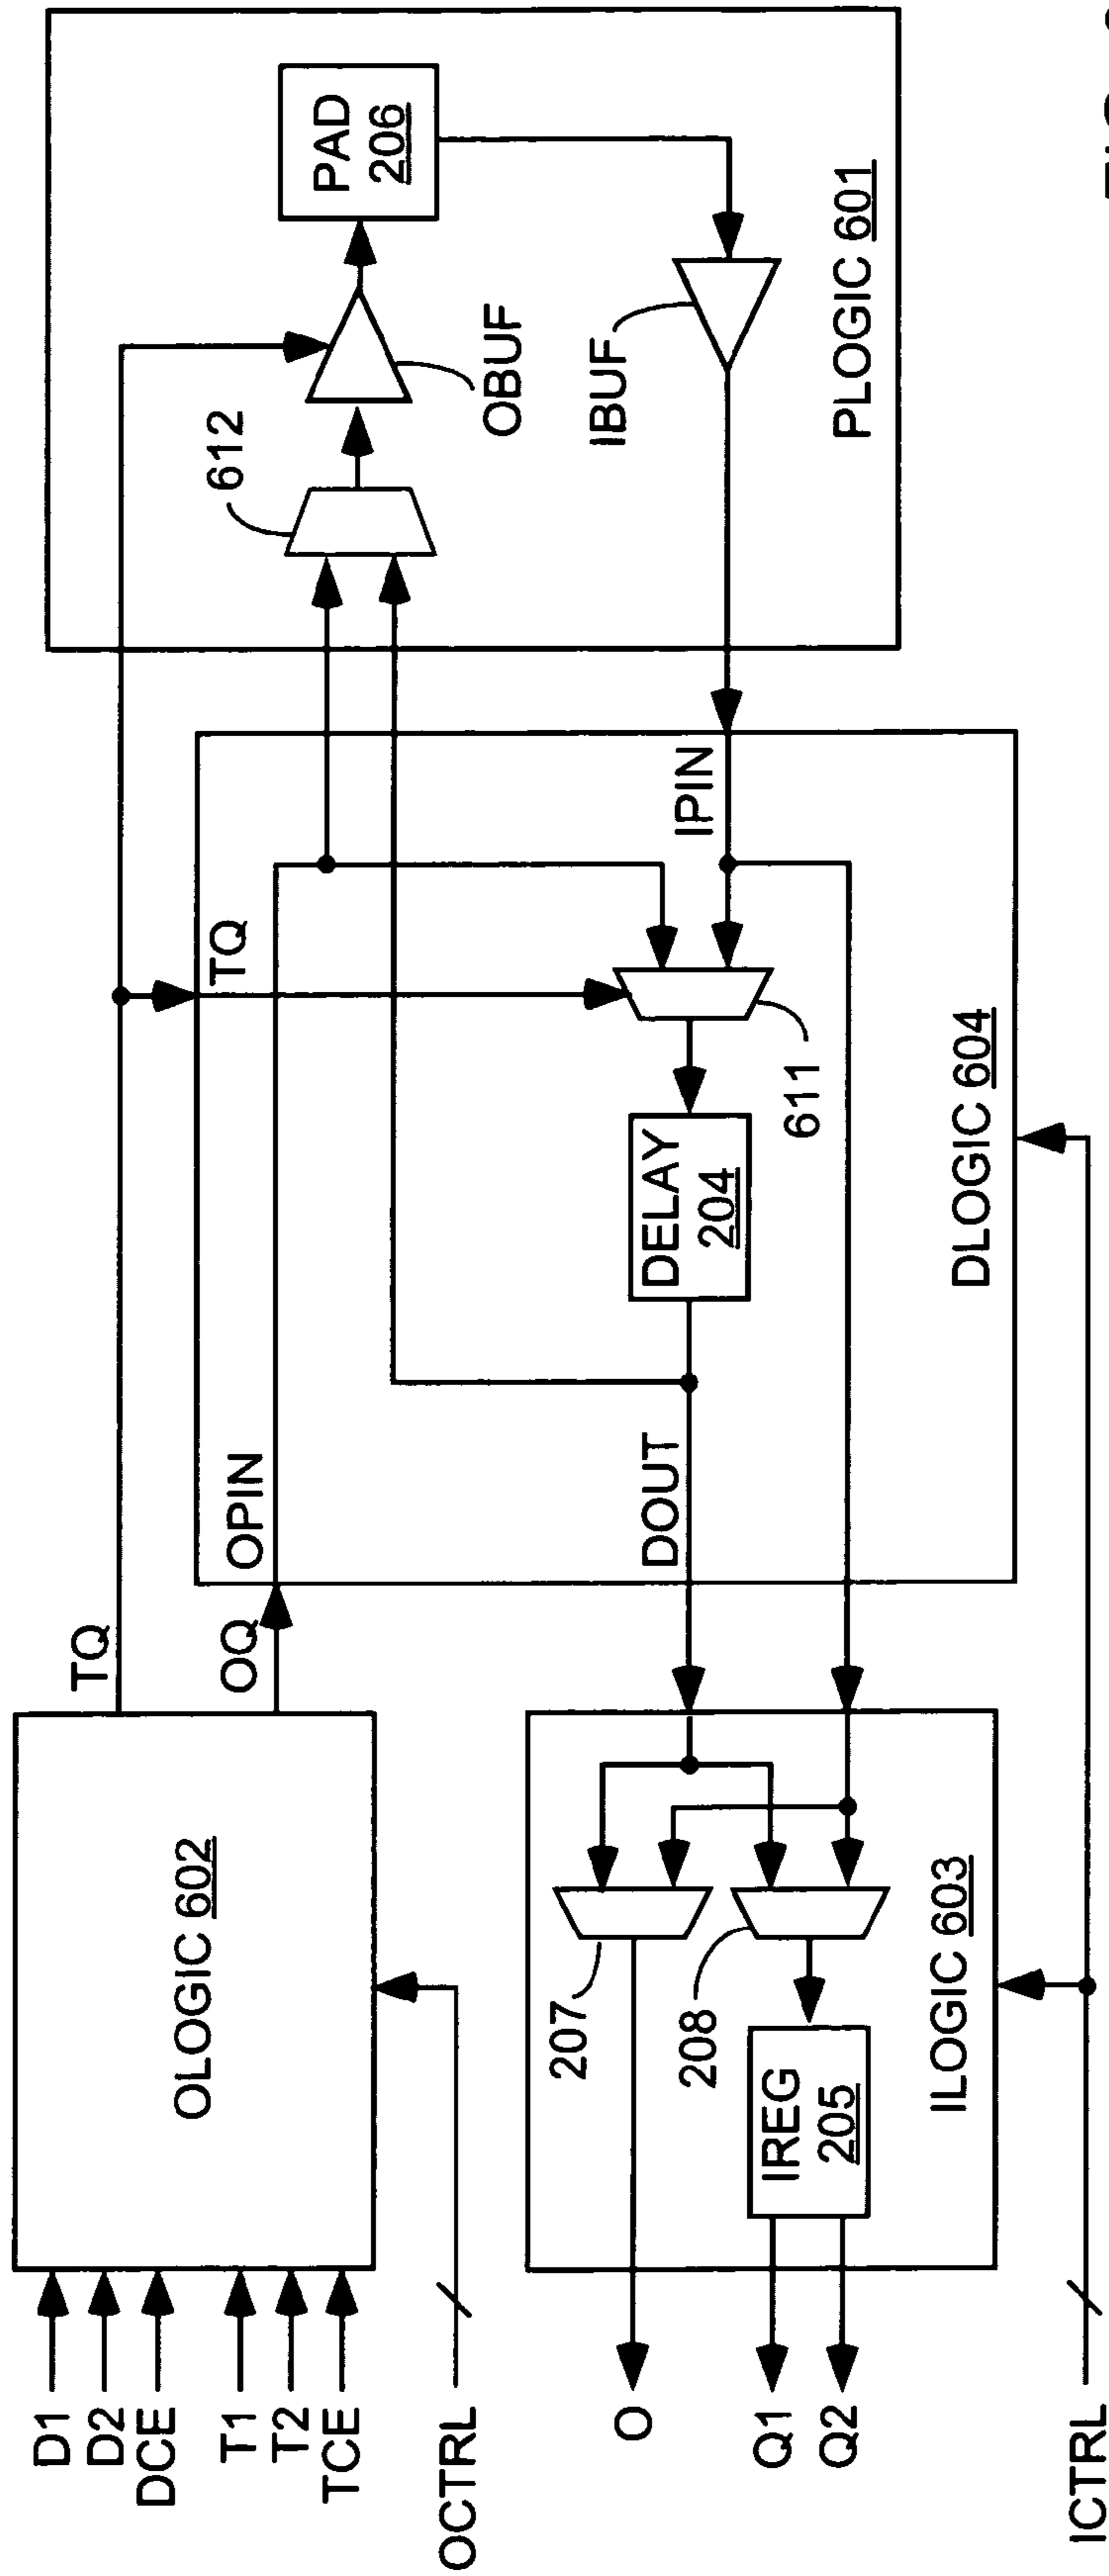 D1
D2
DCE
T1
T2
TCE
OCTRL
OLOGIC 602
TQ
OQ
OPIN
TQ
DELAY
204
611
IPIN
DOUT
DLOGIC 604
612
OBUF
PAD
206
IBUF
PLOGIC 601
O
Q1
Q2
207
208
IREG
205
ILOGIC 603
ICTRL